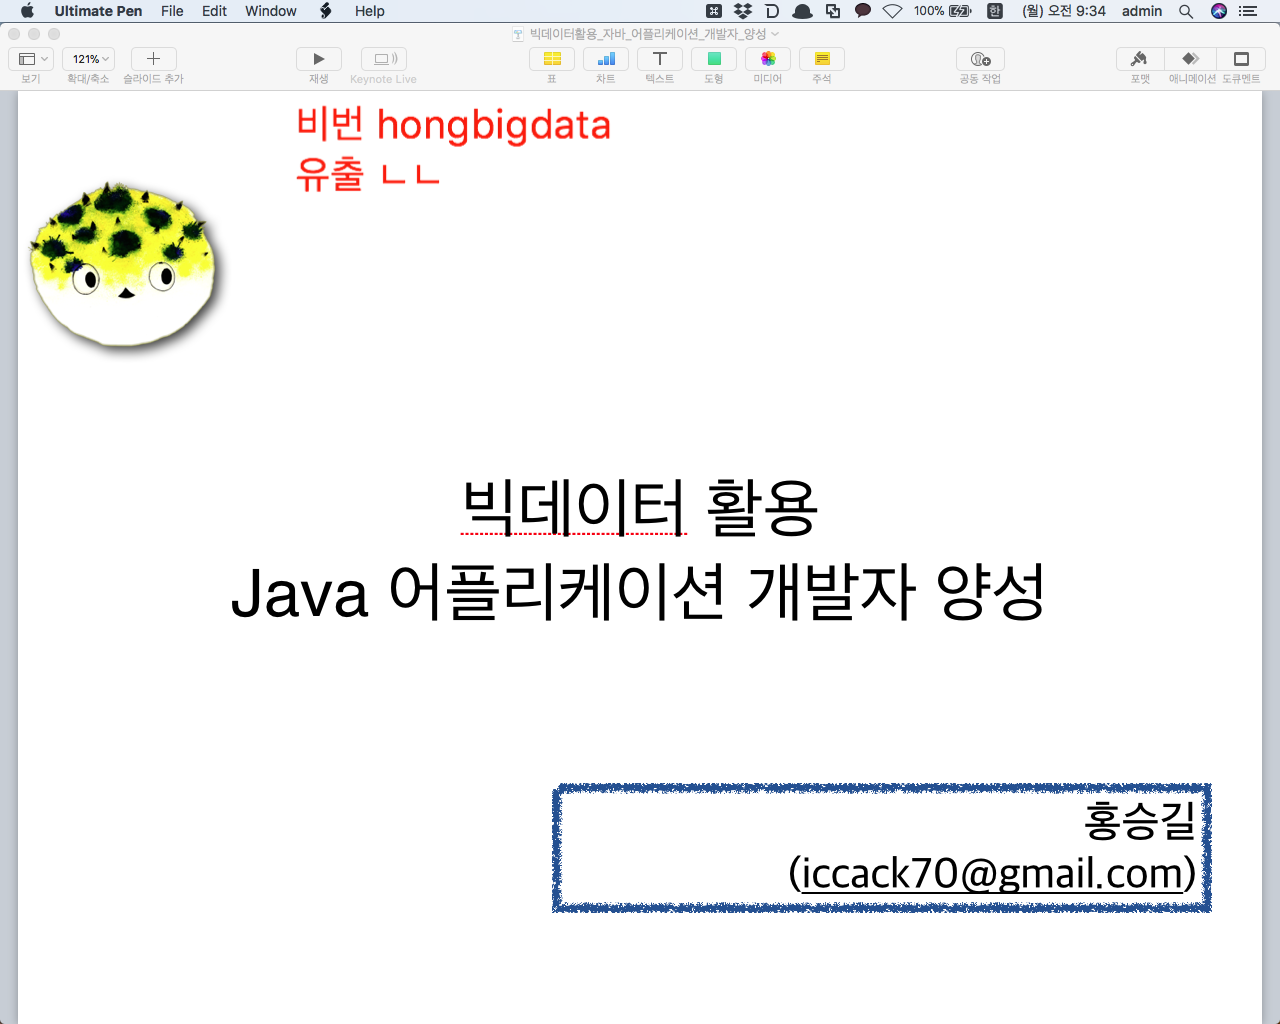 Ultimate Pen File Edit Window Help 100% 한 (월) 오전 9:34 admin
빅데이터활용_자바_어플리케이션_개발자_양성
121%
보기 확대/축소 슬라이드 추가 재생 Keynote Live 표 차트 텍스트 도형 미디어 주석 공동 작업 포맷 애니메이션 도큐멘트
비번 hongbigdata
유출 ㄴㄴ
빅데이터 활용
Java 어플리케이션 개발자 양성
홍승길
(iccack70@gmail.com)